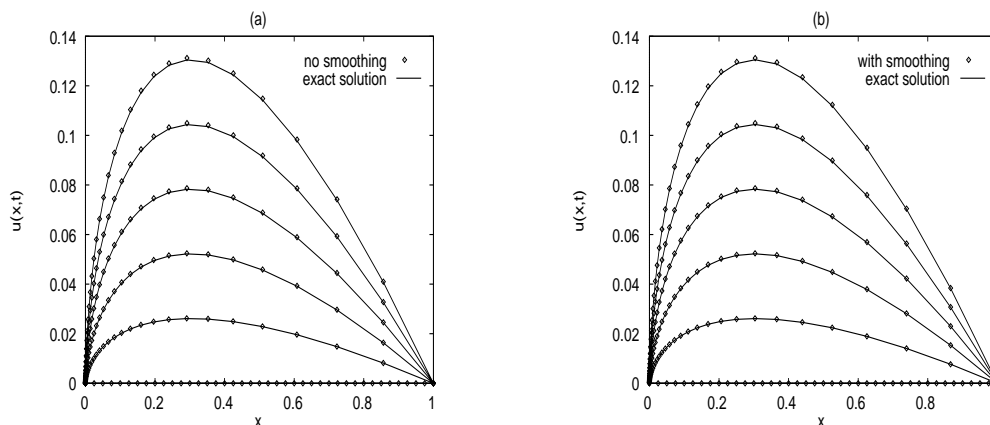 (a)
0.14
0.12
0.1
0.08
0.06
0.04
0.02
0
u(x,t)
no smoothing
exact solution
0 0.2 0.4 0.6 0.8 1
x
(b)
0.14
0.12
0.1
0.08
0.06
0.04
0.02
0
u(x,t)
with smoothing
exact solution
0 0.2 0.4 0.6 0.8
x